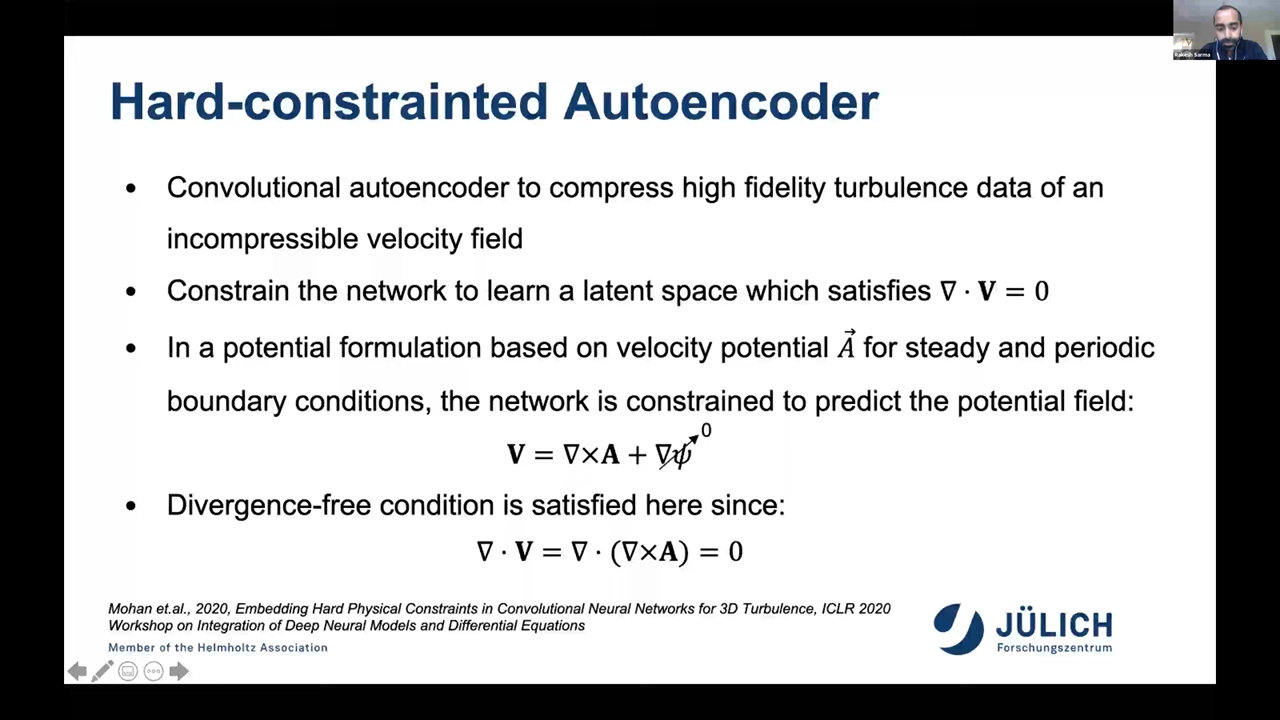 Rakesh Sarma
Hard-constrainted Autoencoder
• Convolutional autoencoder to compress high fidelity turbulence data of an
incompressible velocity field
• Constrain the network to learn a latent space which satisfies ∇ · V = 0
• In a potential formulation based on velocity potential A⃗ for steady and periodic
boundary conditions, the network is constrained to predict the potential field:
V = ∇×A + ∇ψ 0
• Divergence-free condition is satisfied here since:
∇ · V = ∇ · (∇×A) = 0
Mohan et.al., 2020, Embedding Hard Physical Constraints in Convolutional Neural Networks for 3D Turbulence, ICLR 2020
Workshop on Integration of Deep Neural Models and Differential Equations
Member of the Helmholtz Association
JÜLICH
Forschungszentrum